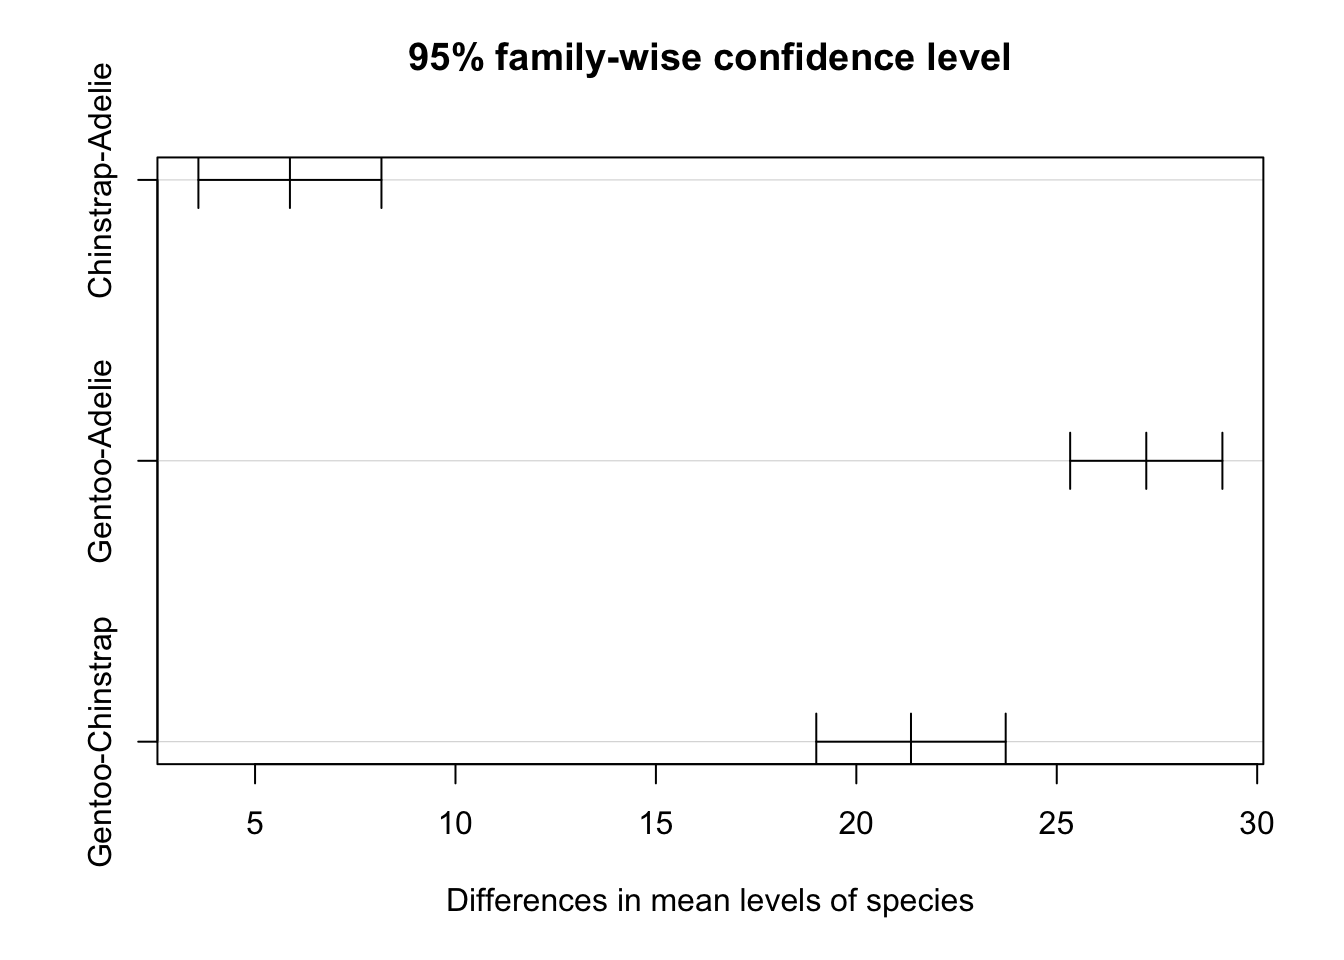 95% family-wise confidence level
Chinstrap-Adelie
Gentoo-Adelie
Gentoo-Chinstrap
5 10 15 20 25 30
Differences in mean levels of species